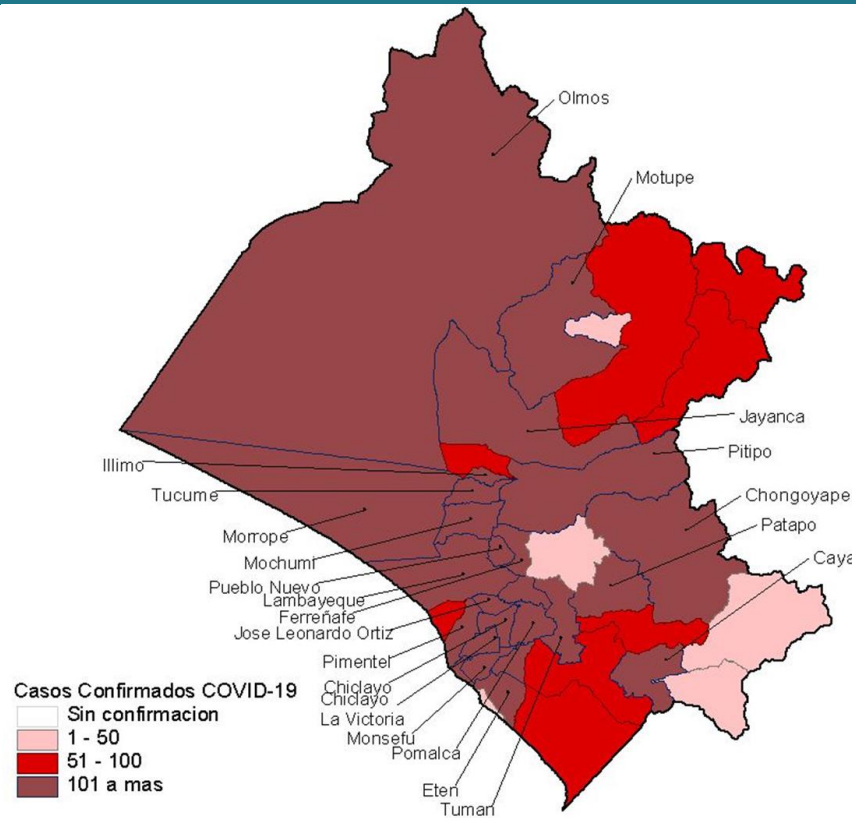 Olmos
Motupe
Jayanca
Pitipo
Illimo
Tucume
Chongoyape
Patapo
Morrope
Caya
Mochumi
Pueblo Nuevo
Lambayeque
Ferreñafe
Jose Leonardo Ortiz
Pimentel
Chiclayo
Chiclayo
La Victoria
Monsefu
Pomalca
Eten
Tuman
Casos Confirmados COVID-19
Sin confirmacion
1 - 50
51 - 100
101 a mas